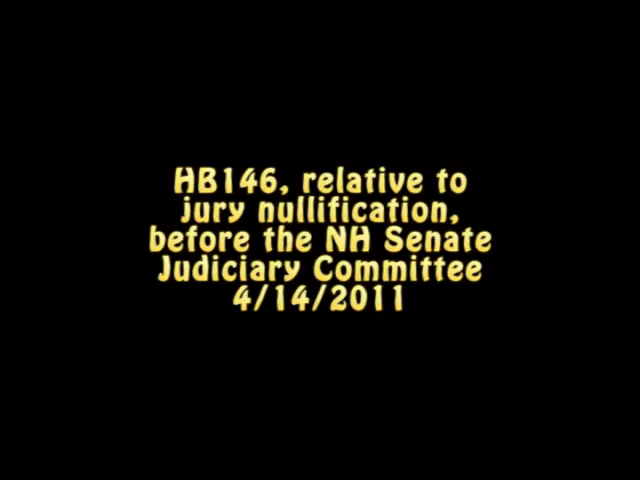 HB146, relative to
jury nullification,
before the NH Senate
Judiciary Committee
4/14/2011